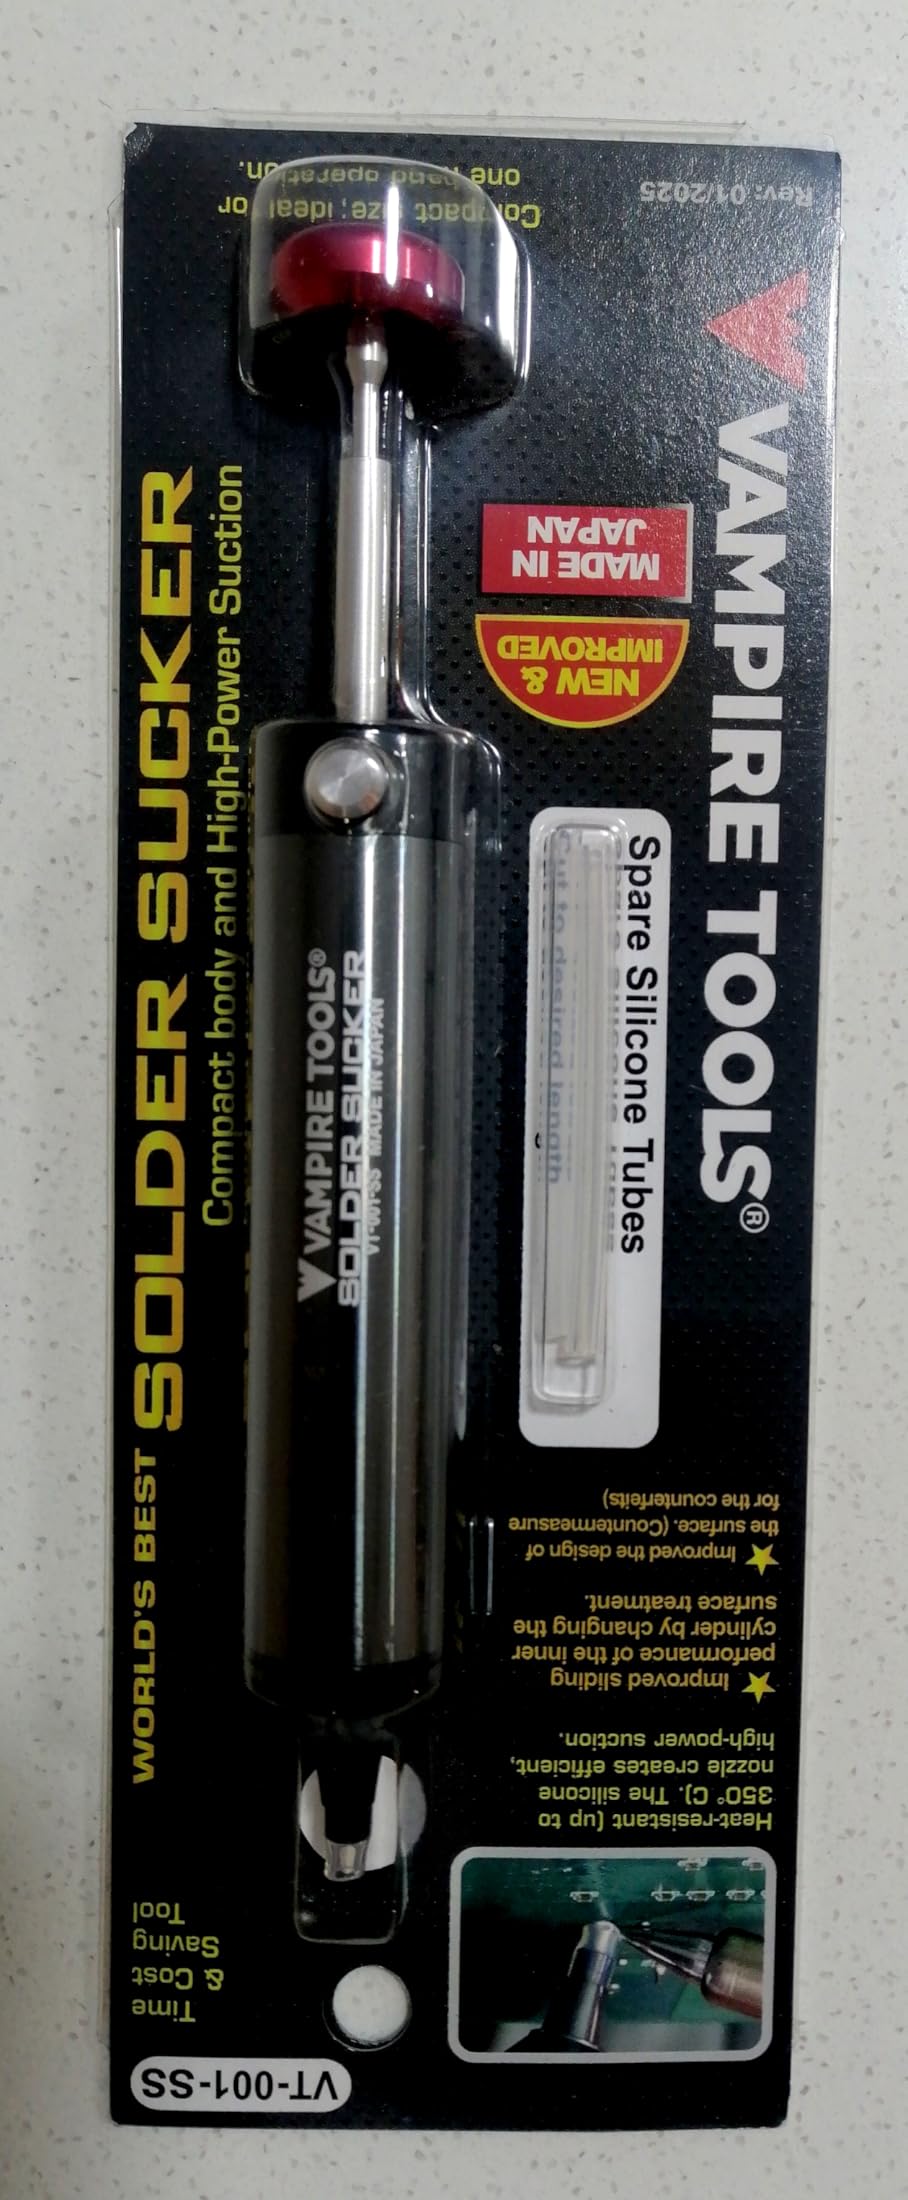 VT-001-SS
Time
& Cost
Saving
Tool
Heat-resistant (up to
350° C). The silicone
nozzle creates efficient,
high-power suction.
★ Improved sliding
performance of the inner
cylinder by changing the
surface treatment.
★ Improved the design of
the surface. (Countermeasure
for the counterfeits)
WORLD'S BEST SOLDER SUCKER
Compact body and High-Power Suction
VAMPIRE TOOLS®
SOLDER SUCKER
VT-001-SS MADE IN JAPAN
Spare Silicone Tubes
Cut to desired length
NEW &
IMPROVED
MADE IN
JAPAN
VAMPIRE TOOLS®
Compact size; ideal for
one hand operation.
Rev: 01/2025